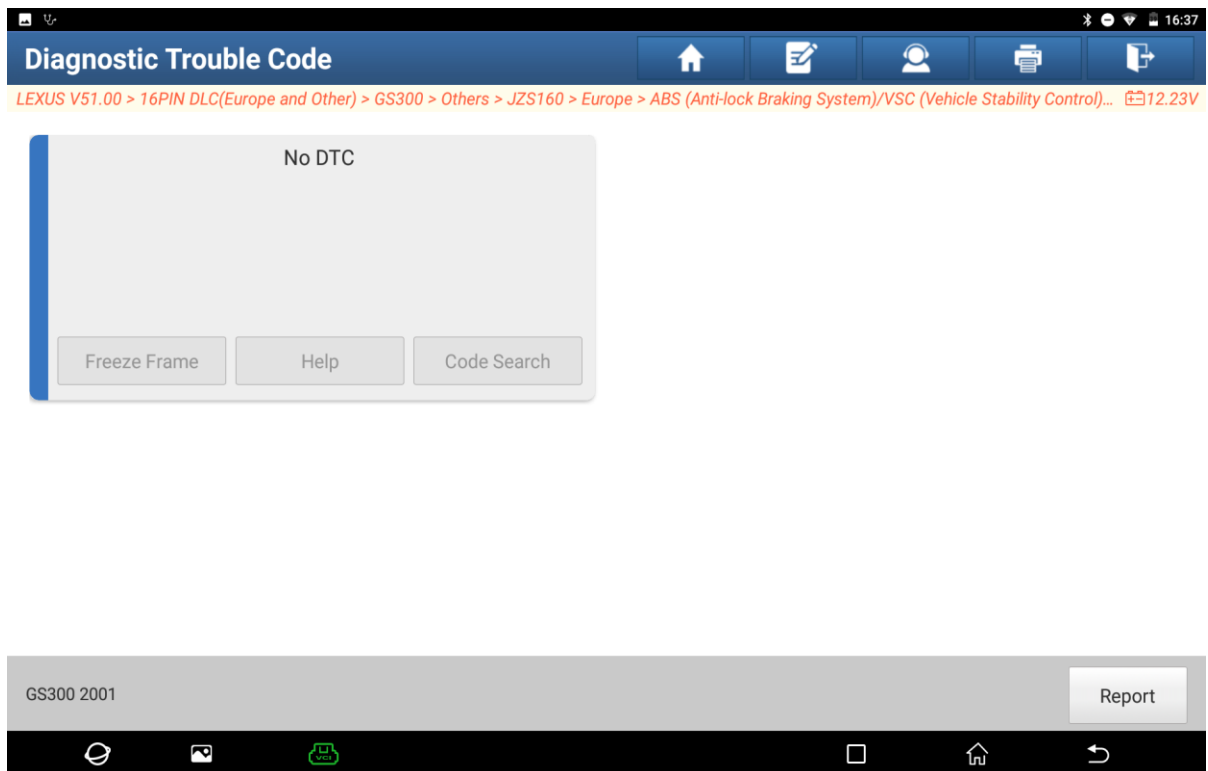 16:37
Diagnostic Trouble Code
LEXUS V51.00 > 16PIN DLC(Europe and Other) > GS300 > Others > JZS160 > Europe > ABS (Anti-lock Braking System)/VSC (Vehicle Stability Control)... 12.23V
No DTC
Freeze Frame Help Code Search
GS300 2001
Report
VCI